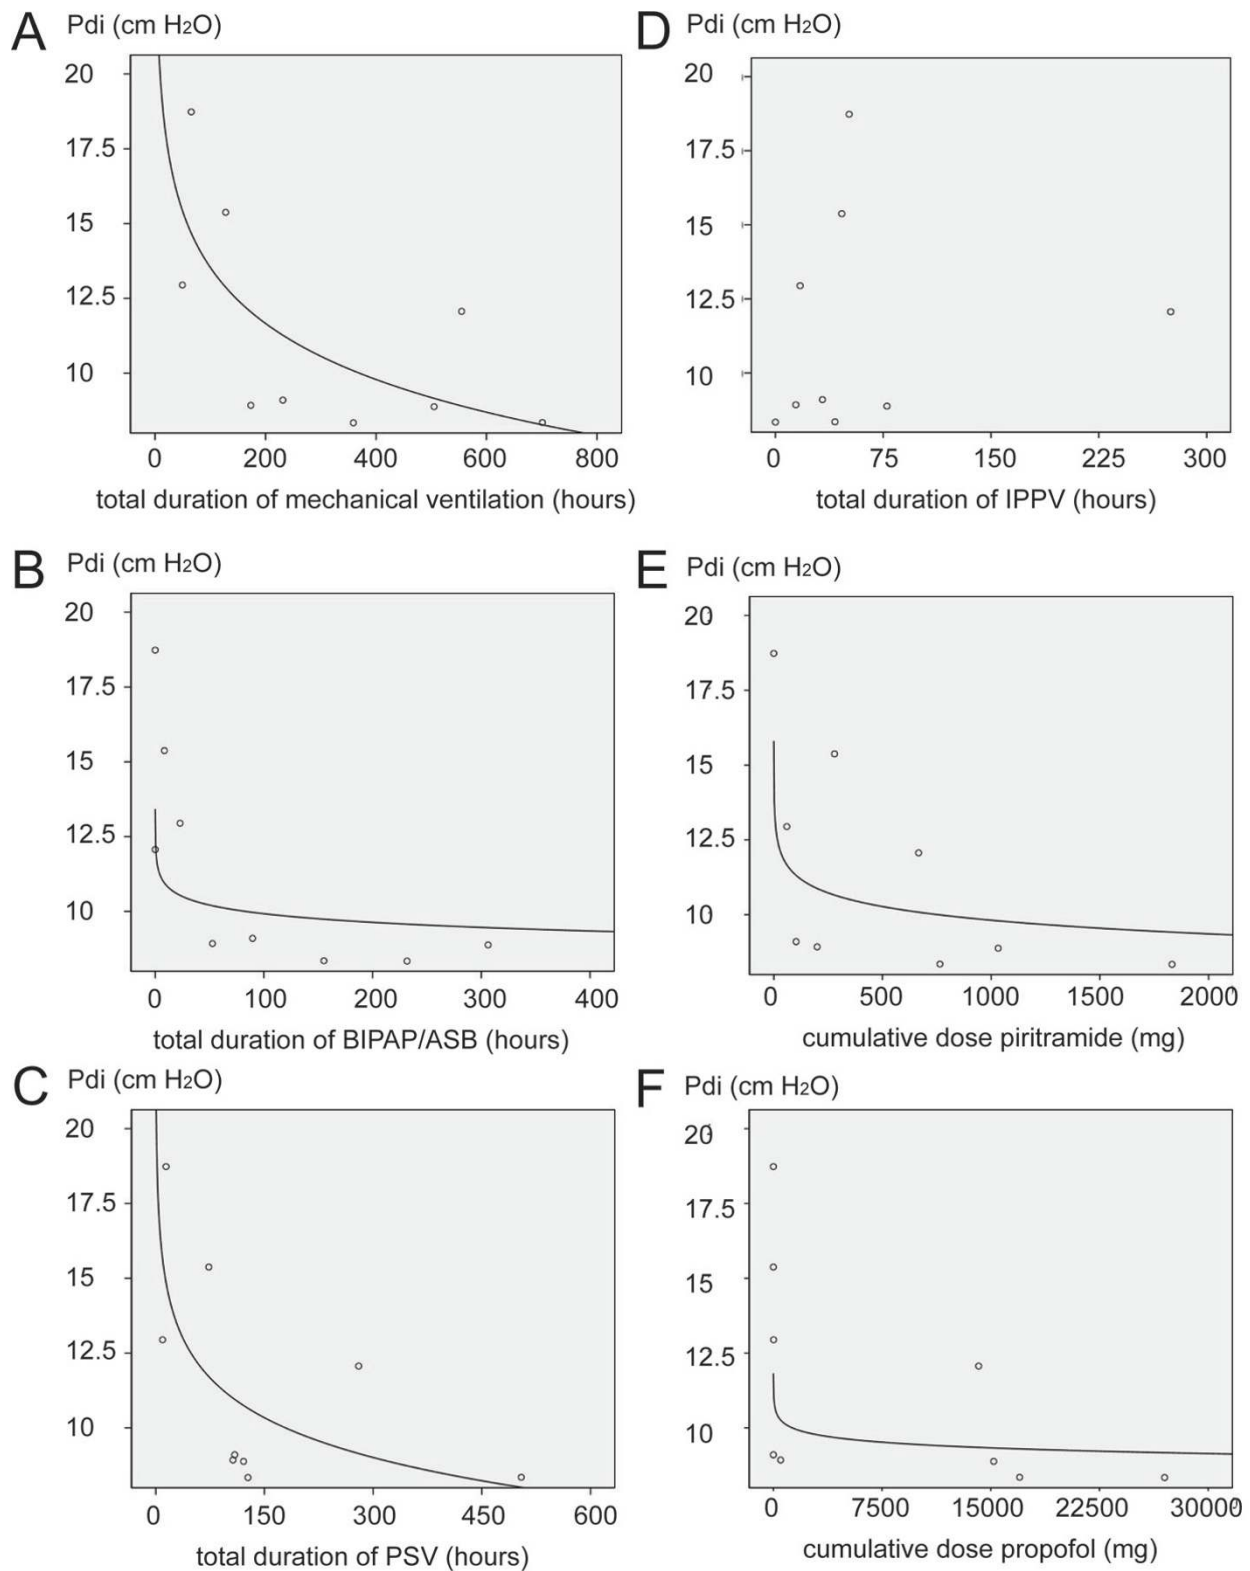 A Pdi (cm H2O)
20
17.5
15
12.5
10
0 200 400 600 800
total duration of mechanical ventilation (hours)
D Pdi (cm H2O)
20
17.5
15
12.5
10
0 75 150 225 300
total duration of IPPV (hours)
B Pdi (cm H2O)
20
17.5
15
12.5
10
0 100 200 300 400
total duration of BIPAP/ASB (hours)
E Pdi (cm H2O)
20
17.5
15
12.5
10
0 500 1000 1500 2000
cumulative dose piritramide (mg)
C Pdi (cm H2O)
20
17.5
15
12.5
10
0 150 300 450 600
total duration of PSV (hours)
F Pdi (cm H2O)
20
17.5
15
12.5
10
0 7500 15000 22500 30000
cumulative dose propofol (mg)